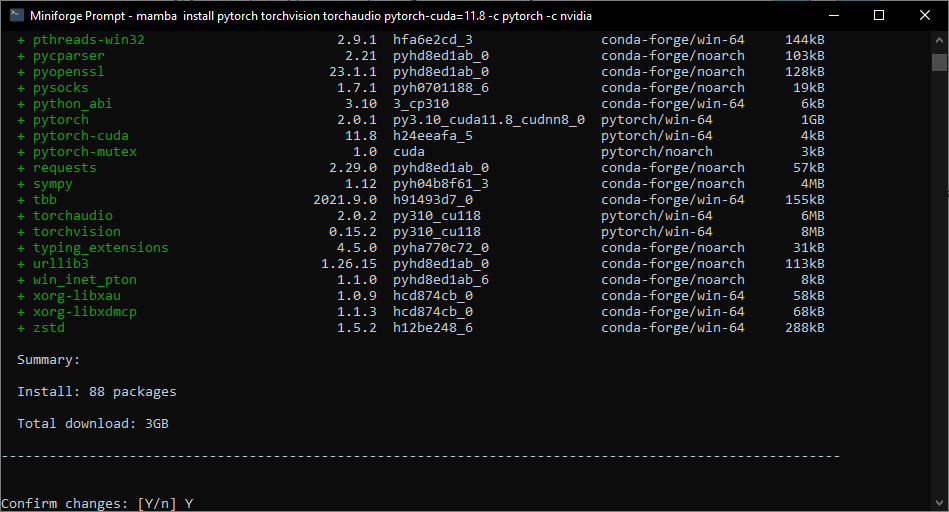 Miniforge Prompt - mamba  install pytorch torchvision torchaudio pytorch-cuda=11.8 -c pytorch -c nvidia
+ pthreads-win32 2.9.1 hfa6e2cd_3 conda-forge/win-64 144kB
+ pycparser 2.21 pyhd8ed1ab_0 conda-forge/noarch 103kB
+ pyopenssl 23.1.1 pyhd8ed1ab_0 conda-forge/noarch 128kB
+ pysocks 1.7.1 pyh0701188_6 conda-forge/noarch 19kB
+ python_abi 3.10 3_cp310 conda-forge/win-64 6kB
+ pytorch 2.0.1 py3.10_cuda11.8_cudnn8_0 pytorch/win-64 1GB
+ pytorch-cuda 11.8 h24eeafa_5 pytorch/win-64 4kB
+ pytorch-mutex 1.0 cuda pytorch/noarch 3kB
+ requests 2.29.0 pyhd8ed1ab_0 conda-forge/noarch 57kB
+ sympy 1.12 pyh04b8f61_3 conda-forge/noarch 4MB
+ tbb 2021.9.0 h91493d7_0 conda-forge/win-64 155kB
+ torchaudio 2.0.2 py310_cu118 pytorch/win-64 6MB
+ torchvision 0.15.2 py310_cu118 pytorch/win-64 8MB
+ typing_extensions 4.5.0 pyha770c72_0 conda-forge/noarch 31kB
+ urllib3 1.26.15 pyhd8ed1ab_0 conda-forge/noarch 113kB
+ win_inet_pton 1.1.0 pyhd8ed1ab_6 conda-forge/noarch 8kB
+ xorg-libxau 1.0.9 hcd874cb_0 conda-forge/win-64 58kB
+ xorg-libxdmcp 1.1.3 hcd874cb_0 conda-forge/win-64 68kB
+ zstd 1.5.2 h12be248_6 conda-forge/win-64 288kB
Summary:
Install: 88 packages
Total download: 3GB
---------------------------------------------------------------------------------------------------------
Confirm changes: [Y/n] Y